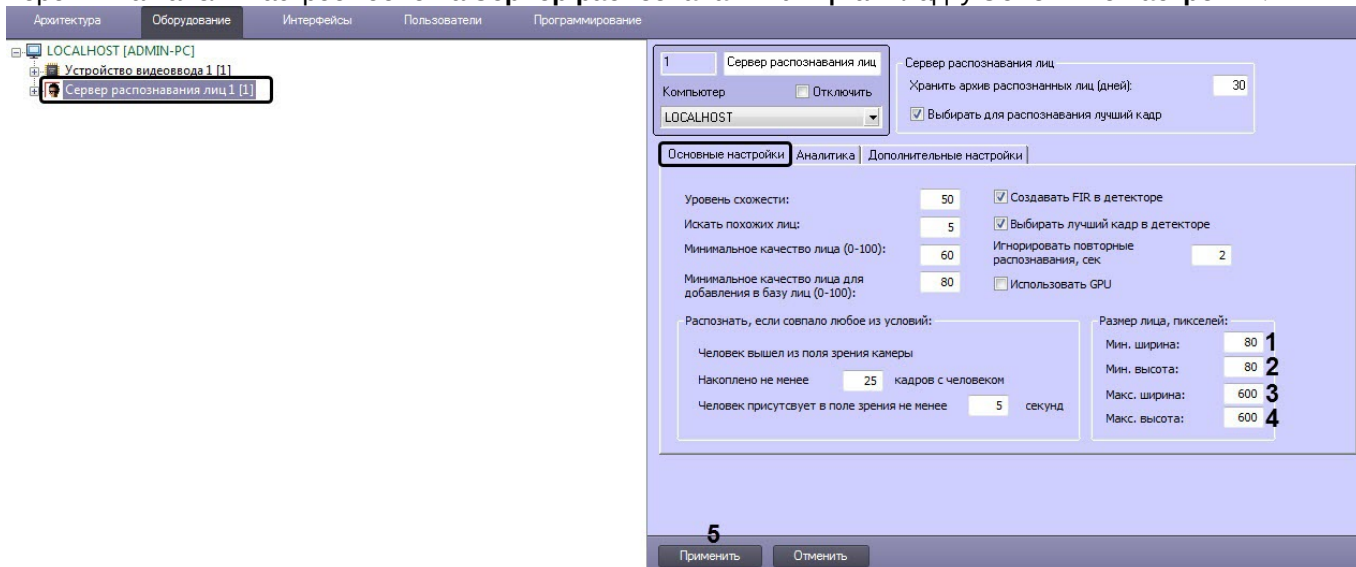 Архитектура Оборудование Интерфейсы Пользователи Программирование
LOCALHOST [ADMIN-PC]
Устройство видеоввода 1 [1]
Сервер распознавания лиц 1 [1]
1 Сервер распознавания лиц
Компьютер Отключить
LOCALHOST
Сервер распознавания лиц
Хранить архив распознанных лиц (дней): 30
Выбирать для распознавания лучший кадр
Основные настройки Аналитика Дополнительные настройки
Уровень схожести: 50
Искать похожих лиц: 5
Минимальное качество лица (0-100): 60
Минимальное качество лица для
добавления в базу лиц (0-100): 80
Создавать FIR в детекторе
Выбирать лучший кадр в детекторе
Игнорировать повторные
распознавания, сек 2
Использовать GPU
Распознать, если совпало любое из условий:
Человек вышел из поля зрения камеры
Накоплено не менее 25 кадров с человеком
Человек присутсвует в поле зрения не менее 5 секунд
Размер лица, пикселей:
Мин. ширина: 80 1
Мин. высота: 80 2
Макс. ширина: 600 3
Макс. высота: 600 4
5
Применить Отменить